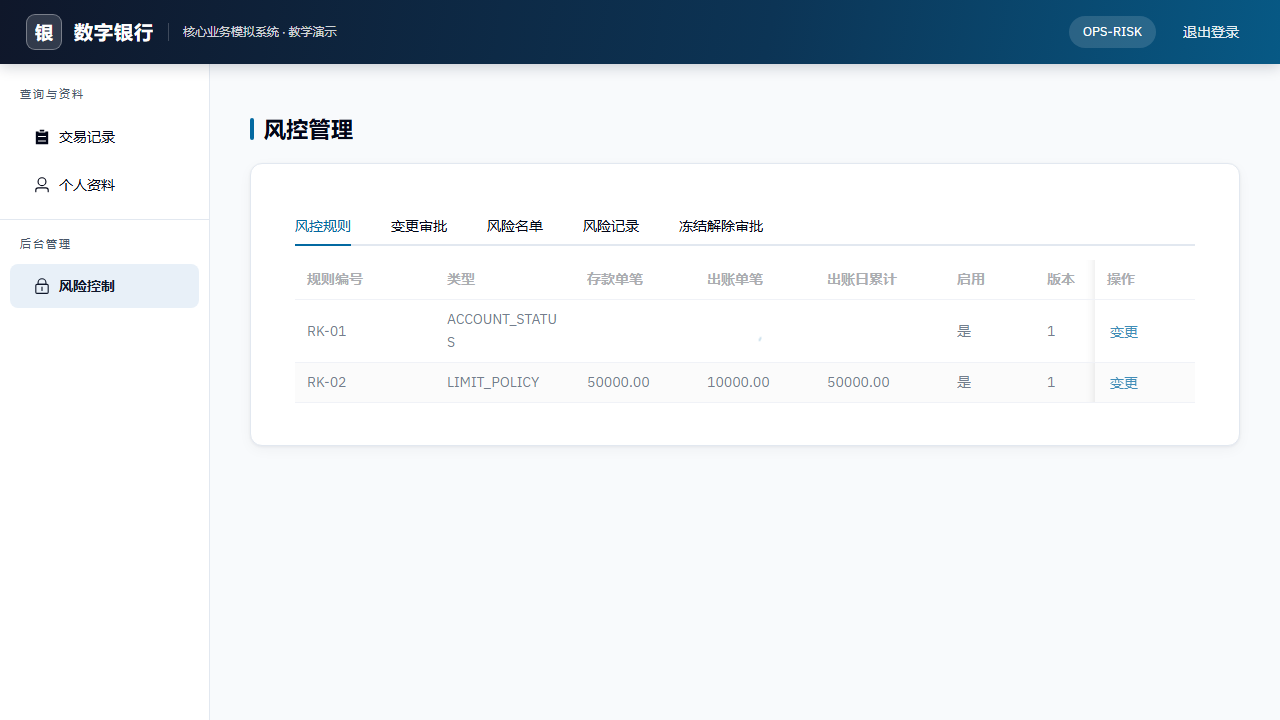 银 数字银行 核心业务模拟系统 · 教学演示 OPS-RISK 退出登录
查询与资料
交易记录
个人资料
后台管理
风险控制
风控管理
风控规则 变更审批 风险名单 风险记录 冻结解除审批
规则编号 类型 存款单笔 出账单笔 出账日累计 启用 版本 操作
RK-01 ACCOUNT_STATU
S 是 1 变更
RK-02 LIMIT_POLICY 50000.00 10000.00 50000.00 是 1 变更